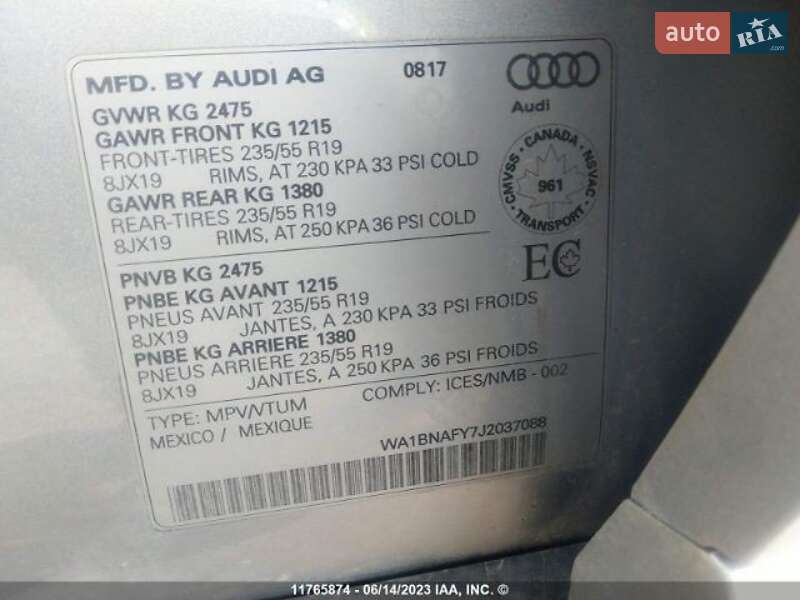 auto RIA.com
MFD. BY AUDI AG 0817
Audi
GVWR KG 2475
GAWR FRONT KG 1215
FRONT-TIRES 235/55 R19
8JX19 RIMS, AT 230 KPA 33 PSI COLD
GAWR REAR KG 1380
REAR-TIRES 235/55 R19
8JX19 RIMS, AT 250 KPA 36 PSI COLD
CMVSS · CANADA · NSVAC · TRANSPORT ·
961
EC
PNVB KG 2475
PNBE KG AVANT 1215
PNEUS AVANT 235/55 R19
8JX19 JANTES, A 230 KPA 33 PSI FROIDS
PNBE KG ARRIERE 1380
PNEUS ARRIERE 235/55 R19
8JX19 JANTES, A 250 KPA 36 PSI FROIDS
TYPE: MPV/VTUM COMPLY: ICES/NMB - 002
MEXICO / MEXIQUE
WA1BNAFY7J2037088
11765874 - 06/14/2023 IAA, INC. ©